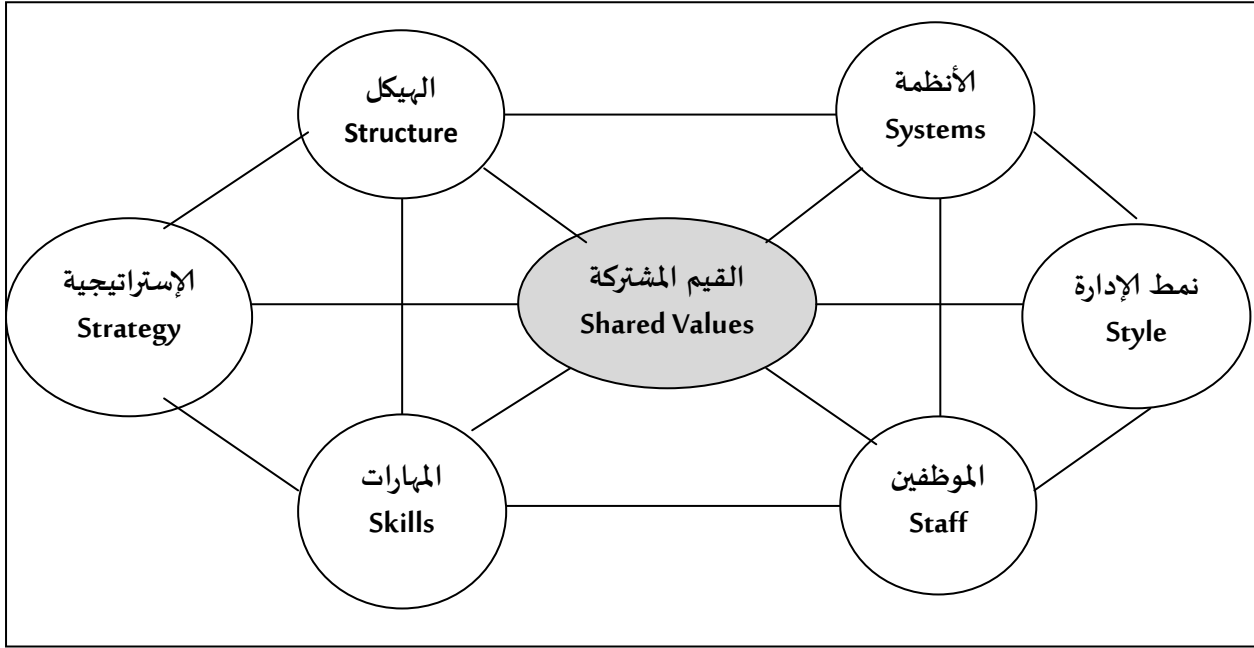 الهيكل
Structure
الأنظمة
Systems
الإستراتيجية
Strategy
القيم المشتركة
Shared Values
نمط الإدارة
Style
المهارات
Skills
الموظفين
Staff